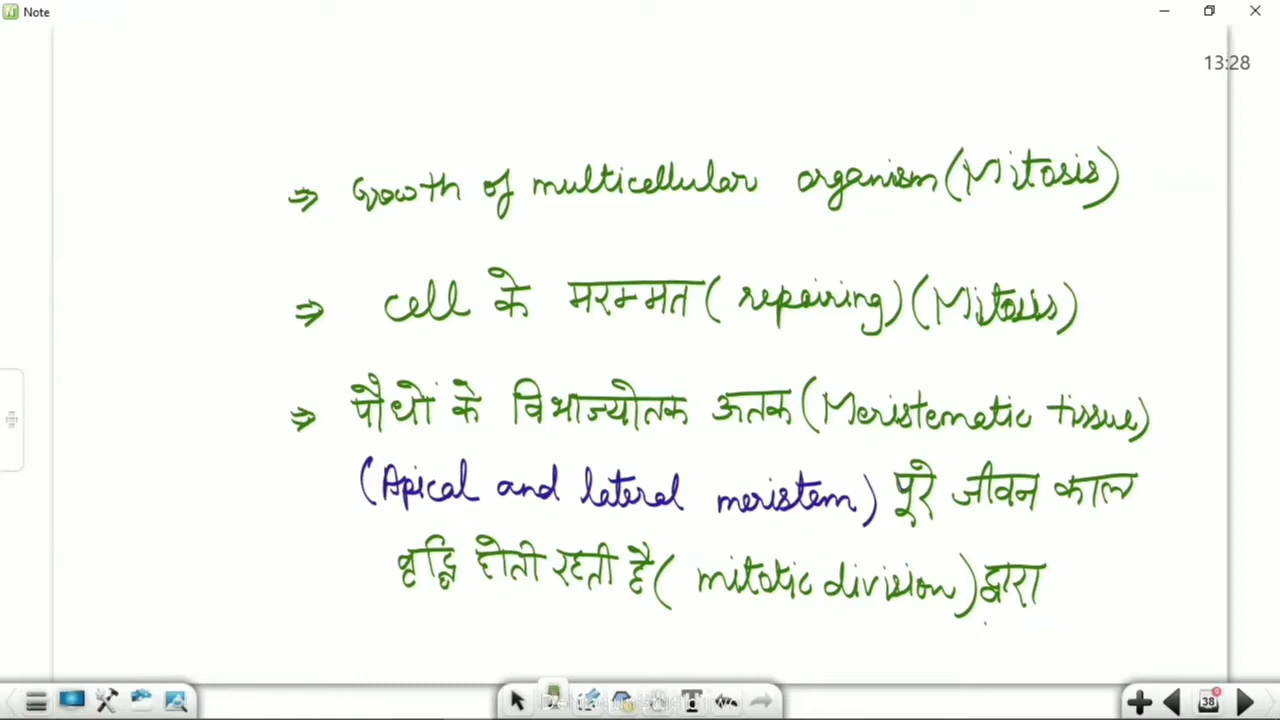 Note
13:28
⇒ Growth of multicellular organism (Mitosis)
⇒ cell के मरम्मत (repairing) (Mitosis)
⇒ पौधों के विभाज्योतक ऊतक (Meristematic tissue)
(Apical and lateral meristem) पूरे जीवन काल
वृद्धि होती रहती है (mitotic division) द्वारा
38